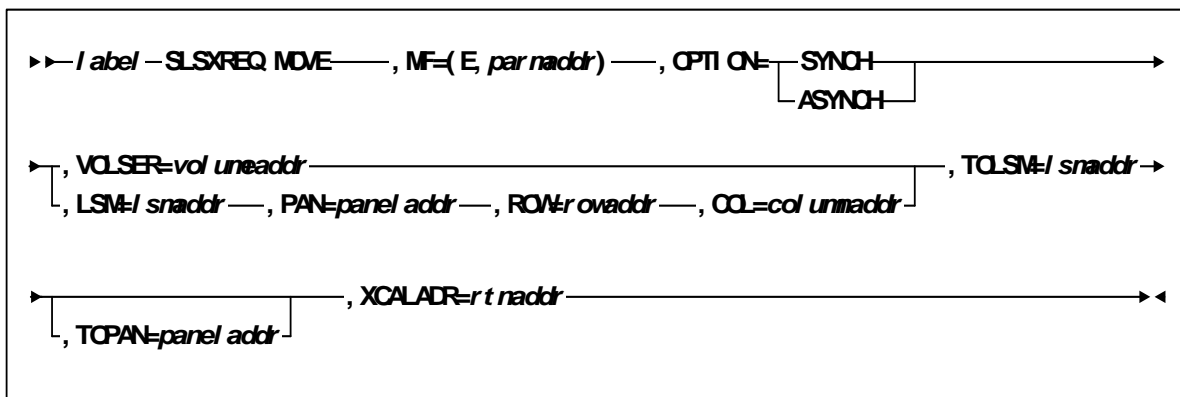 label SLSXREQ MOVE , MF=(E,parmaddr) , OPTION= SYNCH
ASYNCH
, VOLSER=volumeaddr , TOLSM=lsmaddr
, LSM=lsmaddr , PAN=paneladdr , ROW=rowaddr , COL=columnaddr
, XCALADR=rtnaddr
, TOPAN=paneladdr